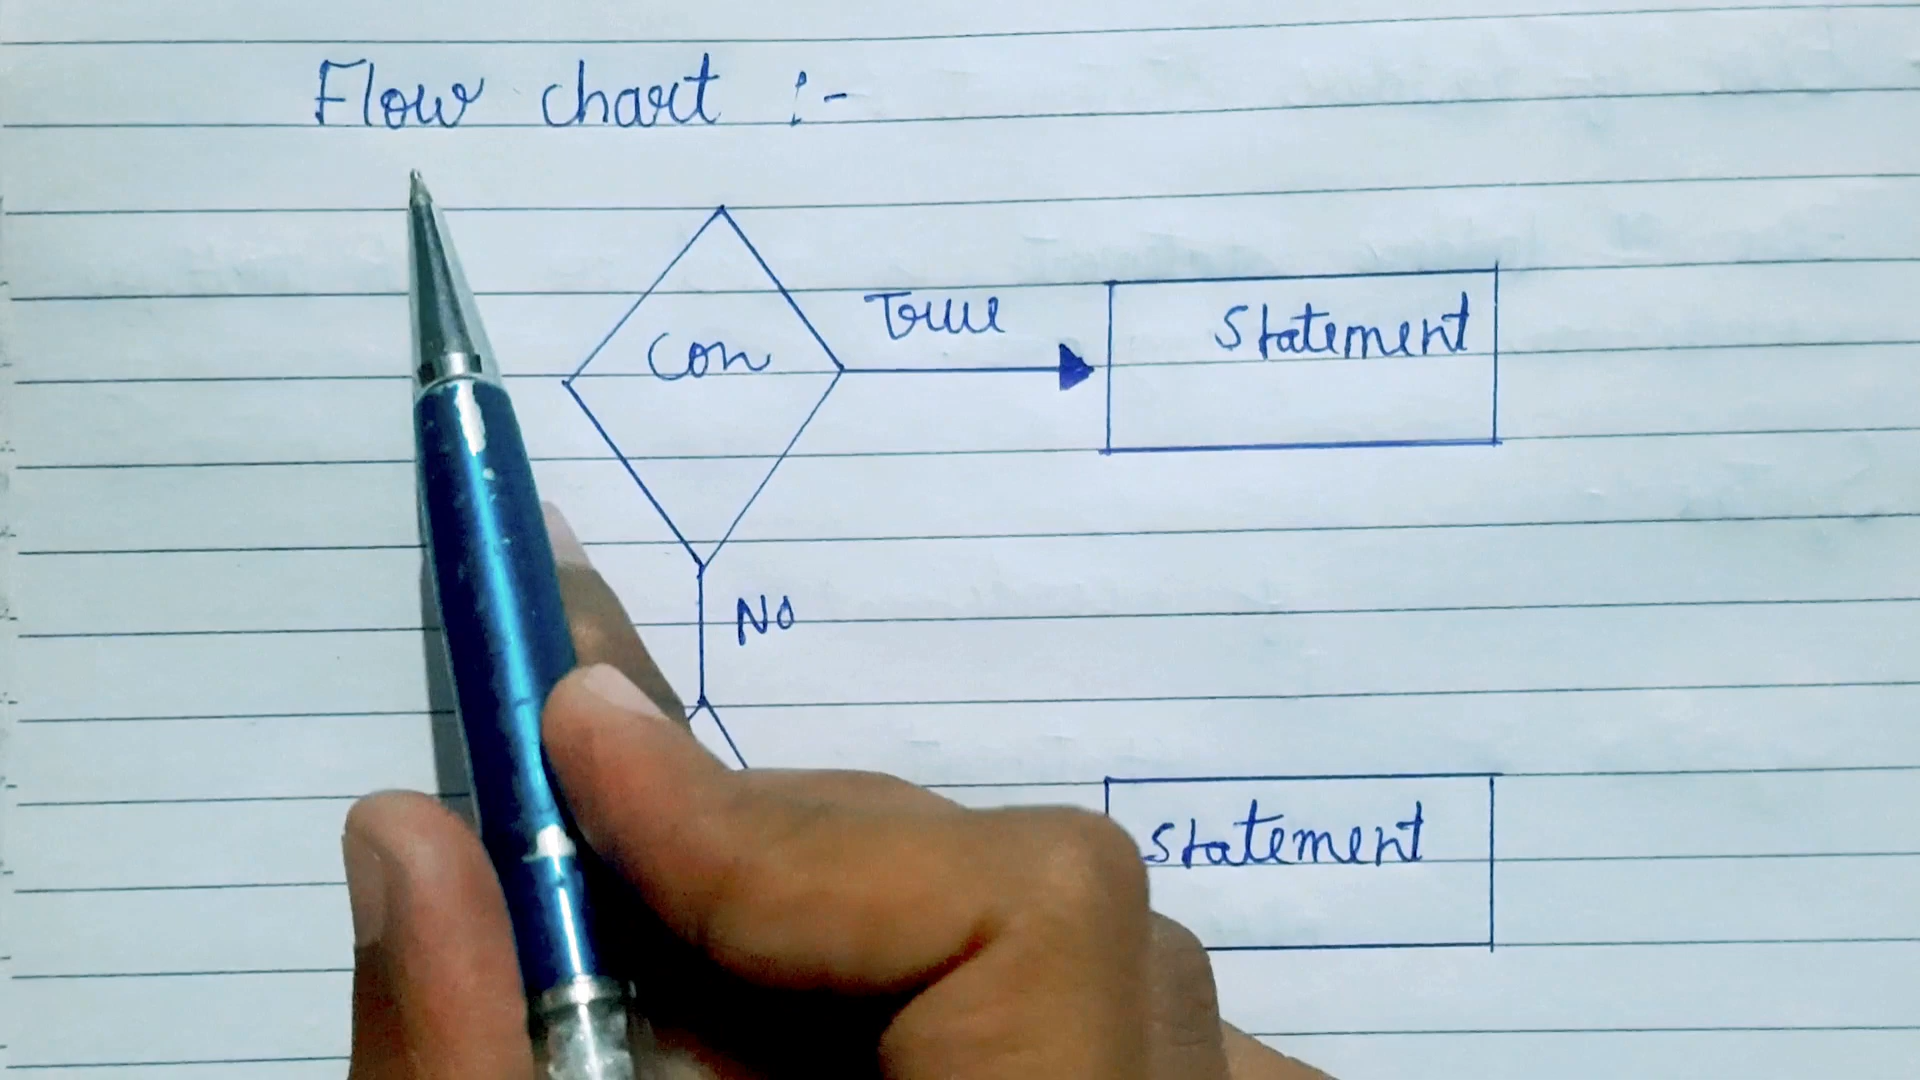 Flow chart :-
True
Con
Statement
No
Statement